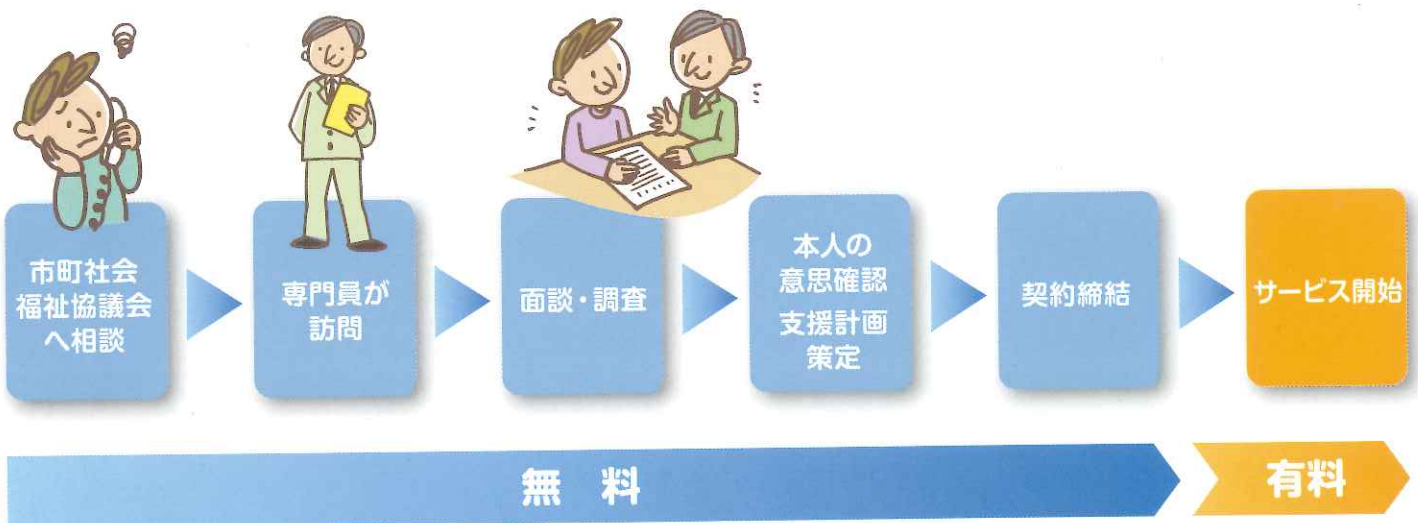 市町社会
福祉協議会
へ相談
専門員が
訪問
面談・調査
本人の
意思確認
支援計画
策定
契約締結
サービス開始
無 料
有料